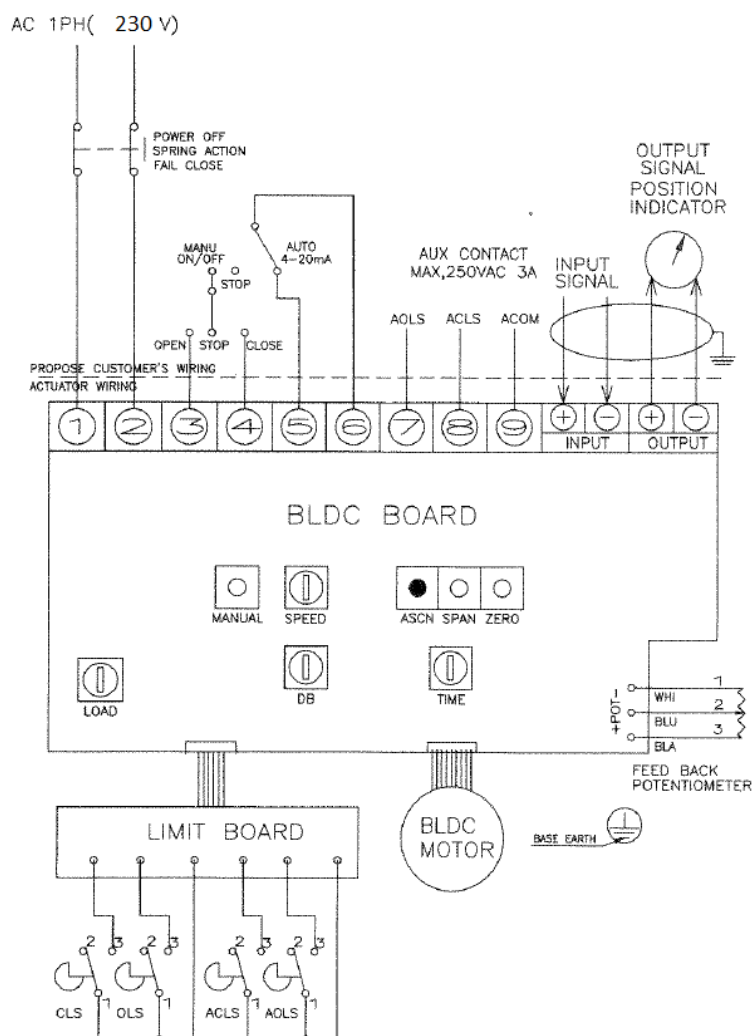 AC 1PH( 230 V)
POWER OFF
SPRING ACTION
FAIL CLOSE
OUTPUT
SIGNAL
POSITION
INDICATOR
MANU
ON/OFF
STOP
AUTO
4-20mA
AUX CONTACT
MAX,250VAC 3A
INPUT
SIGNAL
OPEN
STOP
CLOSE
AOLS
ACLS
ACOM
PROPOSE CUSTOMER'S WIRING
ACTUATOR WIRING
1 2 3 4 5 6 7 8 9 + - + -
INPUT OUTPUT
BLDC BOARD
MANUAL SPEED ASCN SPAN ZERO
LOAD DB TIME
+POT-
WHI 1
BLU 2
BLA 3
FEED BACK
POTENTIOMETER
LIMIT BOARD
BLDC
MOTOR
BASE EARTH
2 3 2 3 2 3 2 3
1 1 1 1
CLS OLS ACLS AOLS